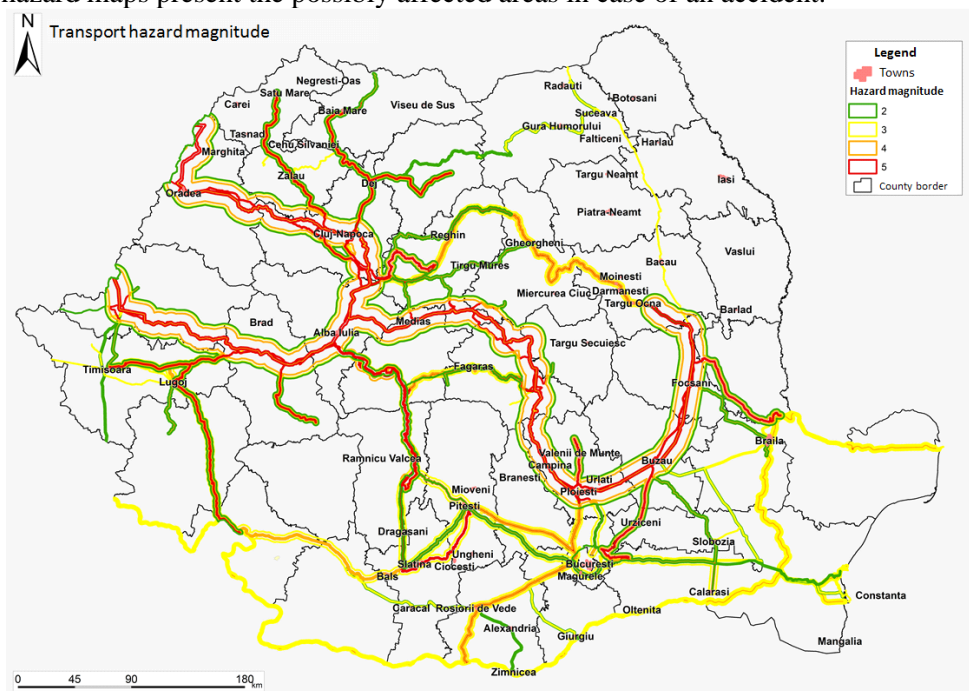 hazard maps present the possibly affected areas in case of an accident.
N
Transport hazard magnitude
Legend
Towns
Hazard magnitude
2
3
4
5
County border
Negresti-Oas
Satu Mare
Carei
Baia Mare
Viseu de Sus
Radauti
Botosani
Suceava
Gura Humorului
Falticeni
Harlau
Tasnad
Cehu Silvaniei
Marghita
Zalau
Dej
Targu Neamt
Iasi
Oradea
Piatra-Neamt
Cluj-Napoca
Reghin
Gheorgheni
Vaslui
Bacau
Tirgu Mures
Moinesti
Miercurea Ciuc
Darmanesti
Targu Ocna
Barlad
Brad
Alba Iulia
Medias
Targu Secuiesc
Timisoara
Lugoj
Fagaras
Focsani
Braila
Ramnicu Valcea
Valenii de Munte
Campina
Buzau
Branesti
Urlati
Mioveni
Ploiesti
Pitesti
Urziceni
Dragasani
Slobozia
Ungheni
Slatina
Ciocesti
Bucuresti
Bals
Magurele
Calarasi
Constanta
Caracal
Rosiorii de Vede
Oltenita
Alexandria
Giurgiu
Mangalia
Zimnicea
0 45 90 180
km